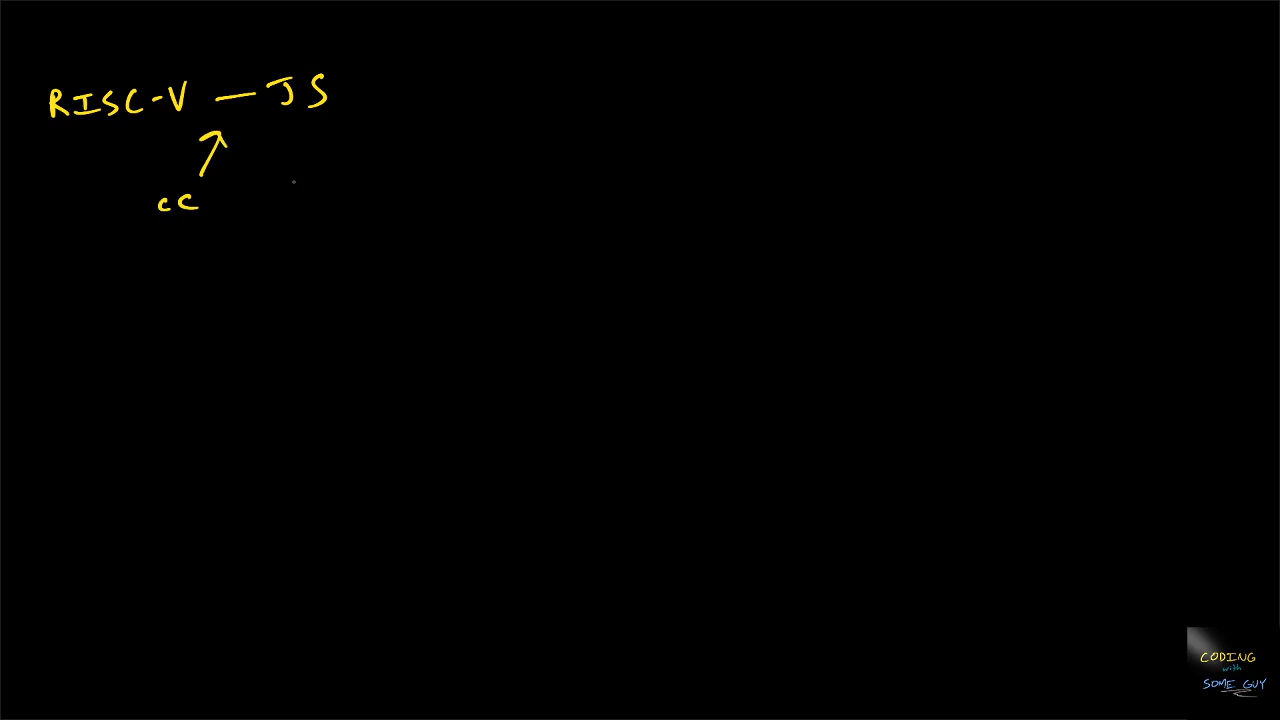 RISC-V — JS
cc
CODING
with
SOME GUY